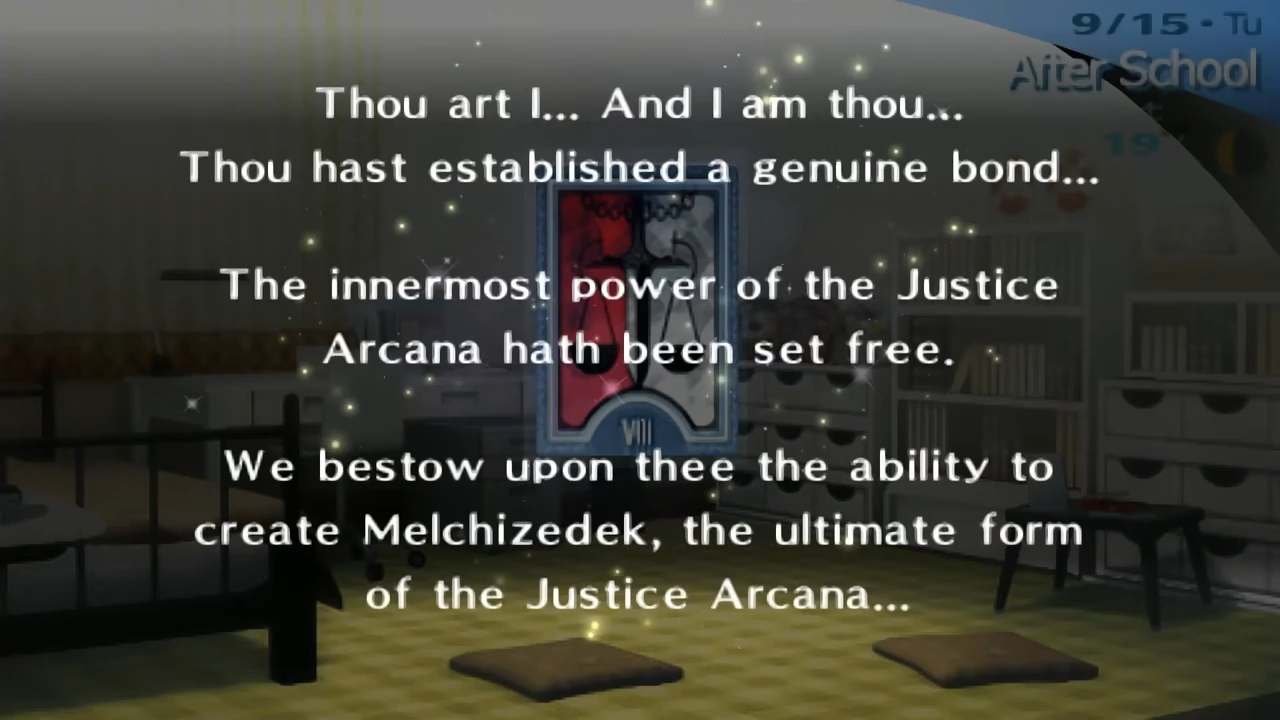 9/15 · Tu
After School
19
Thou art I... And I am thou...
Thou hast established a genuine bond...
The innermost power of the Justice
Arcana hath been set free.
VIII
We bestow upon thee the ability to
create Melchizedek, the ultimate form
of the Justice Arcana...